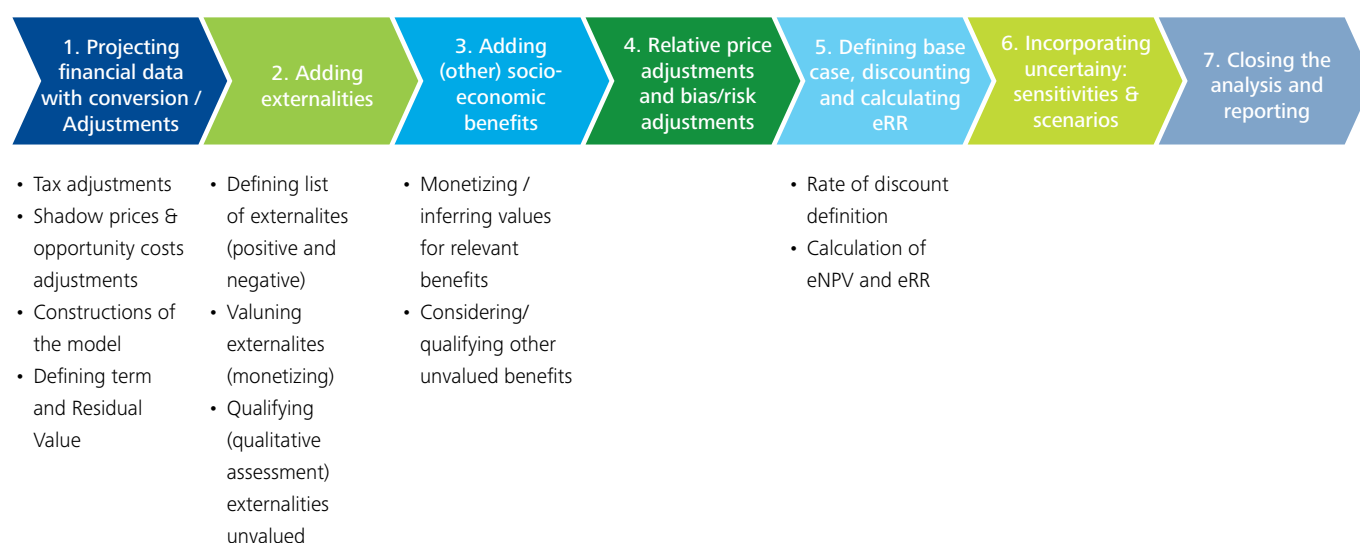 1. Projecting
financial data
with conversion /
Adjustments
2. Adding
externalities
3. Adding
(other) socio-
economic
benefits
4. Relative price
adjustments
and bias/risk
adjustments
5. Defining base
case, discounting
and calculating
eRR
6. Incorporating
uncertainy:
sensitivities &
scenarios
7. Closing the
analysis and
reporting
• Tax adjustments
• Shadow prices &
opportunity costs
adjustments
• Constructions of
the model
• Defining term
and Residual
Value
• Defining list
of externalites
(positive and
negative)
• Valuning
externalites
(monetizing)
• Qualifying
(qualitative
assessment)
externalities
unvalued
• Monetizing /
inferring values
for relevant
benefits
• Considering/
qualifying other
unvalued benefits
• Rate of discount
definition
• Calculation of
eNPV and eRR